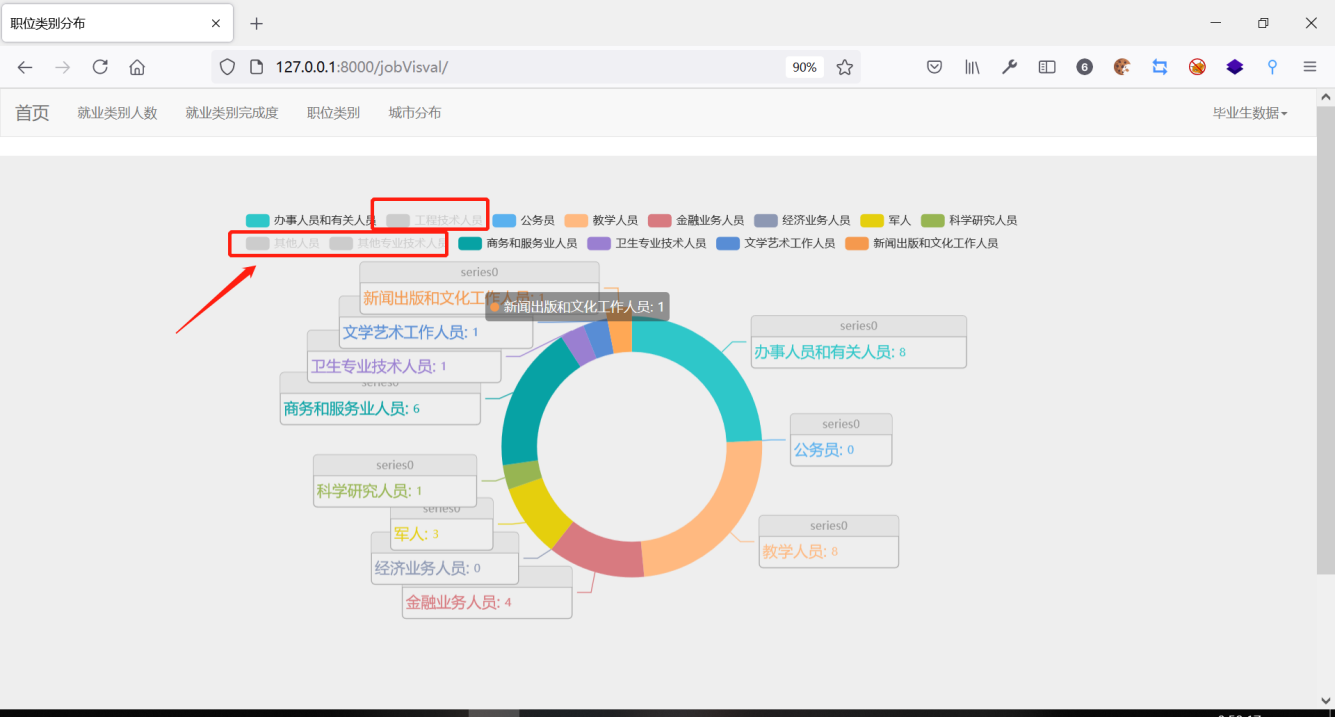 职位类别分布
127.0.0.1:8000/jobVisval/
90%
6
首页 就业类别人数 就业类别完成度 职位类别 城市分布 毕业生数据
办事人员和有关人员 工程技术人员 公务员 教学人员 金融业务人员 经济业务人员 军人 科学研究人员
其他人员 其他专业技术人员 商务和服务业人员 卫生专业技术人员 文学艺术工作人员 新闻出版和文化工作人员
series0
新闻出版和文化工作人员: 1
新闻出版和文化工作人员: 1
文学艺术工作人员: 1
series0
办事人员和有关人员: 8
卫生专业技术人员: 1
series0
商务和服务业人员: 6
series0
公务员: 0
series0
科学研究人员: 1
series0
军人: 3
series0
教学人员: 8
经济业务人员: 0
金融业务人员: 4